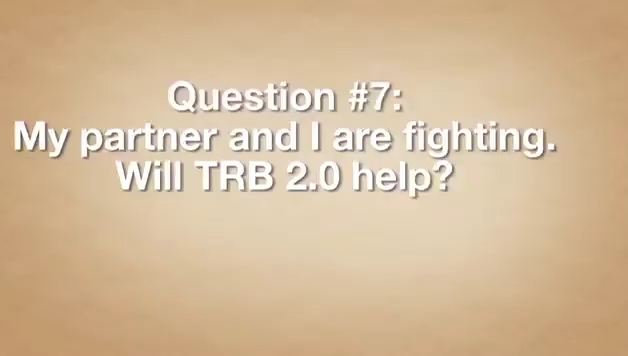 Question #7:
My partner and I are fighting.
Will TRB 2.0 help?